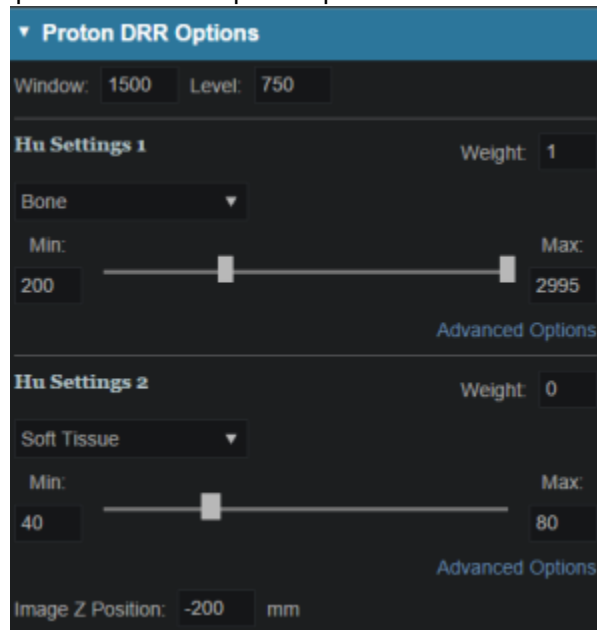 Proton DRR Options
Window: 1500 Level: 750
Hu Settings 1 Weight: 1
Bone
Min: Max:
200 2995
Advanced Options
Hu Settings 2 Weight: 0
Soft Tissue
Min: Max:
40 80
Advanced Options
Image Z Position: -200 mm